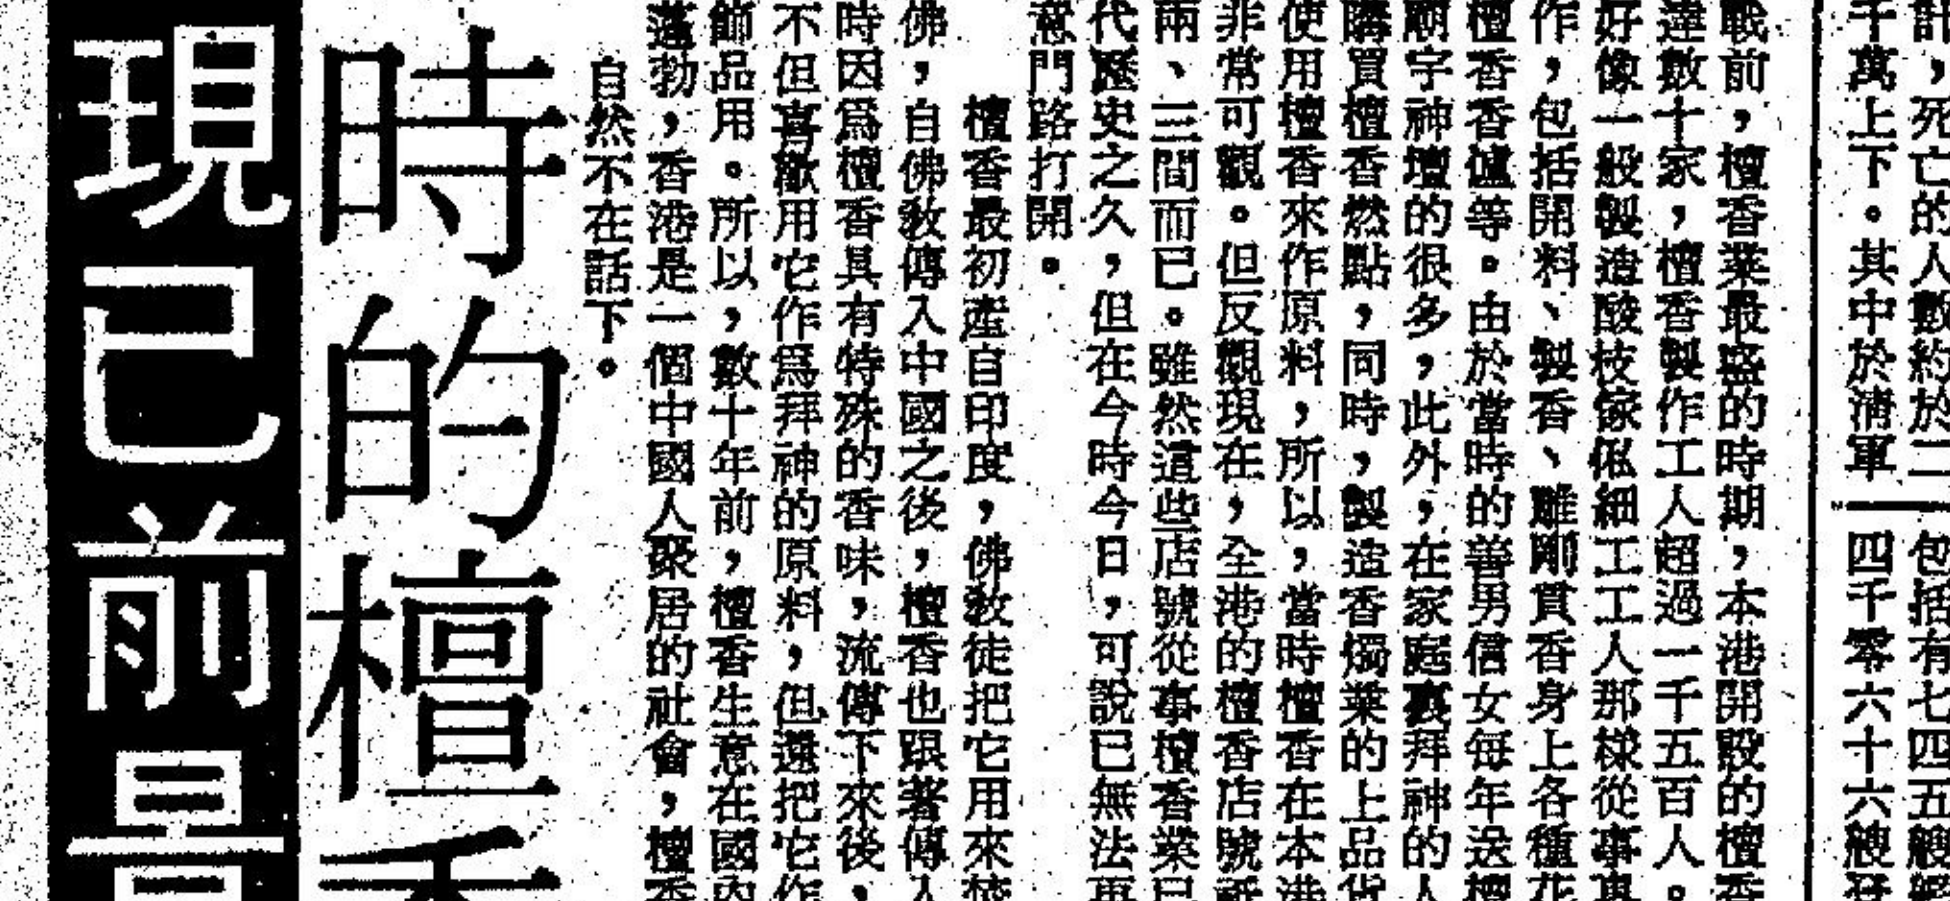 計，死亡的人數約於二
千萬上下。其中於淸軍
包括有七四五艘
四千零六十六艘
戰前，檀香業最盛的時期，本港開設的檀香
達數十家，檀香製作工人超過一千五百人。
好像一般製造酸枝傢俬細工工人那樣從事專
作，包括開料、製香、雕剛貫香身上各種花
檀香香爐等。由於當時的善男信女每年送檀
廟宇神壇的很多，此外，在家庭裏拜神的人
購買檀香燃點，同時，製造香燭業的上品貨
使用檀香來作原料，所以，當時檀香在本港
非常可觀。但反觀現在，全港的檀香店號祗
兩、三間而已。雖然這些店號從事檀香業已
代歷史之久，但在今時今日，可說已無法再
意門路打開。
檀香最初產自印度，佛敎徒把它用來焚
佛，自佛敎傳入中國之後，檀香也跟著傳入
時因爲檀香具有特殊的香味，流傳下來後，
不但喜歡用它作爲拜神的原料，但還把它作
飾品用。所以，數十年前，檀香生意在國內
蓬勃，香港是一個中國人聚居的社會，檀香
自然不在話下。
時的檀香
現已前景